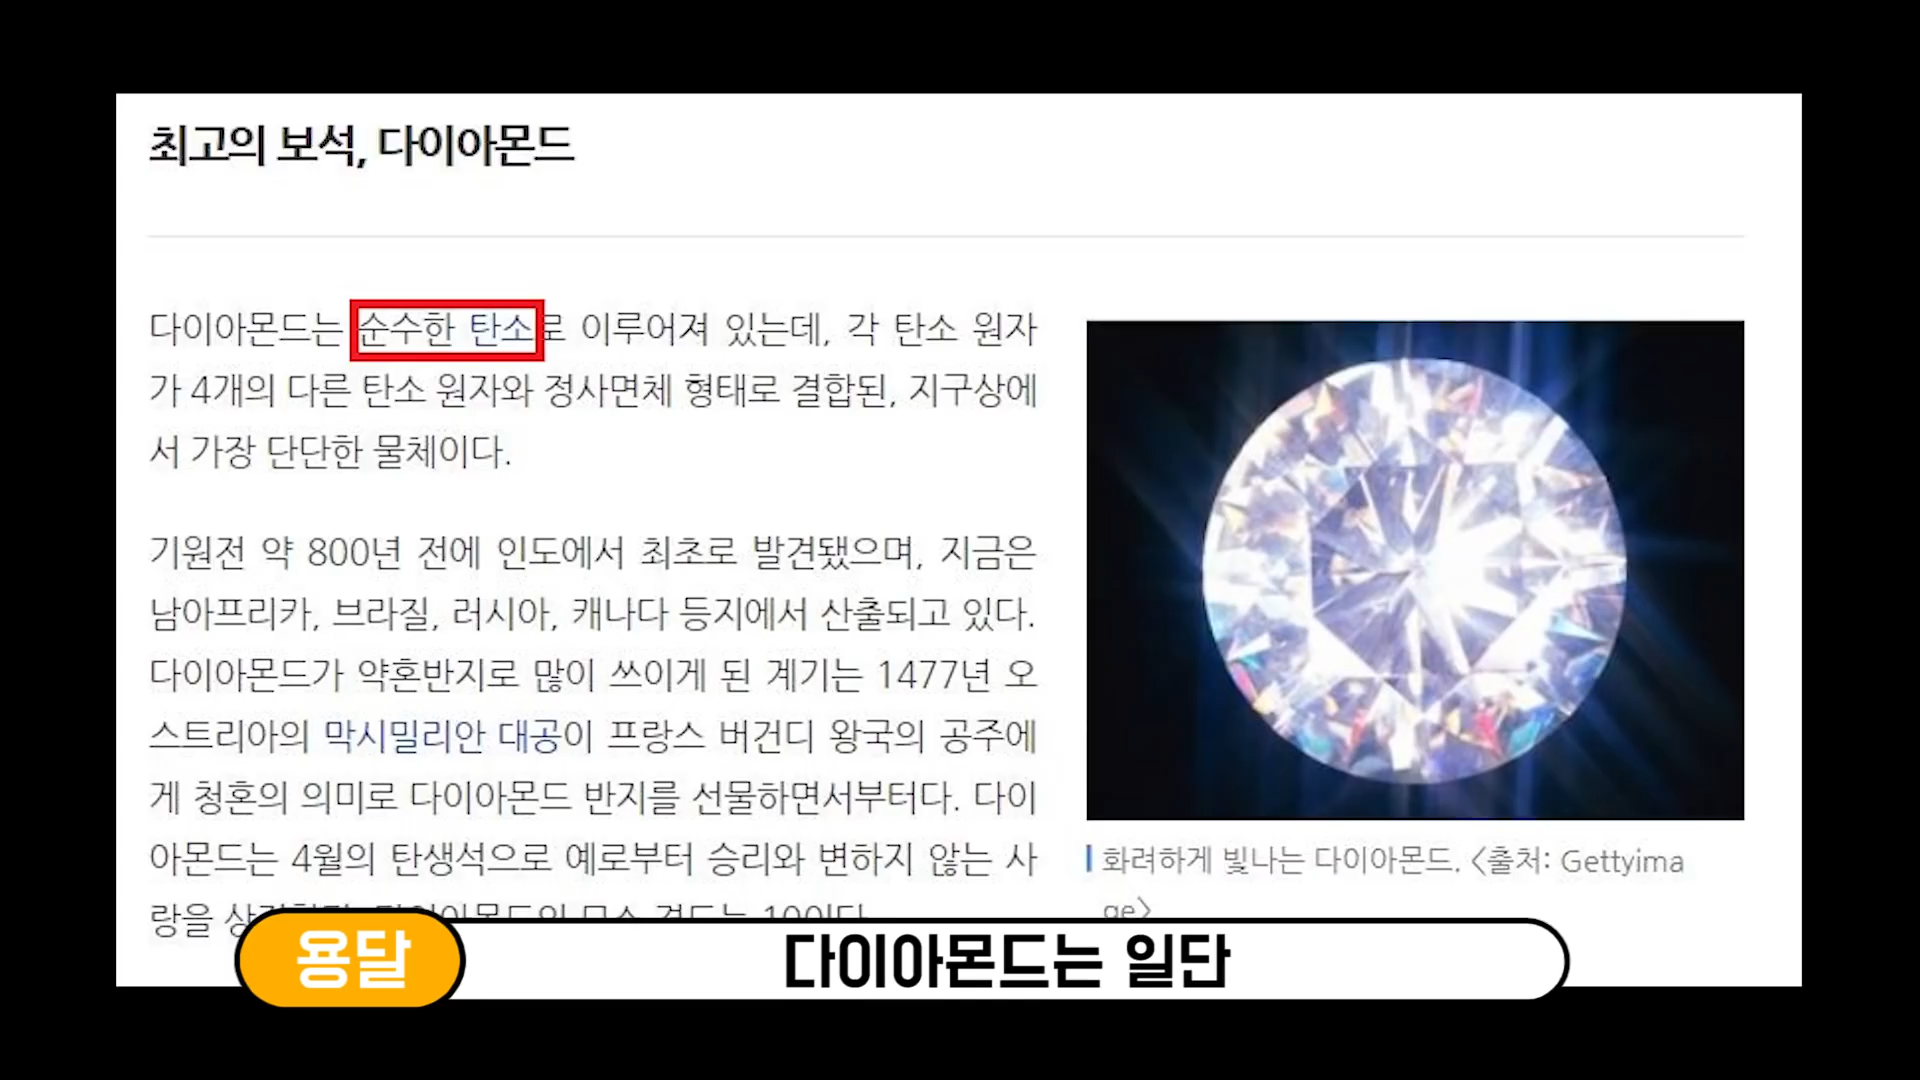 최고의 보석, 다이아몬드
다이아몬드는 순수한 탄소로 이루어져 있는데, 각 탄소 원자
가 4개의 다른 탄소 원자와 정사면체 형태로 결합된, 지구상에
서 가장 단단한 물체이다.
기원전 약 800년 전에 인도에서 최초로 발견됐으며, 지금은
남아프리카, 브라질, 러시아, 캐나다 등지에서 산출되고 있다.
다이아몬드가 약혼반지로 많이 쓰이게 된 계기는 1477년 오
스트리아의 막시밀리안 대공이 프랑스 버건디 왕국의 공주에
게 청혼의 의미로 다이아몬드 반지를 선물하면서부터다. 다이
아몬드는 4월의 탄생석으로 예로부터 승리와 변하지 않는 사
랑을
화려하게 빛나는 다이아몬드. <출처: Gettyima
ge>
용달
다이아몬드는 일단